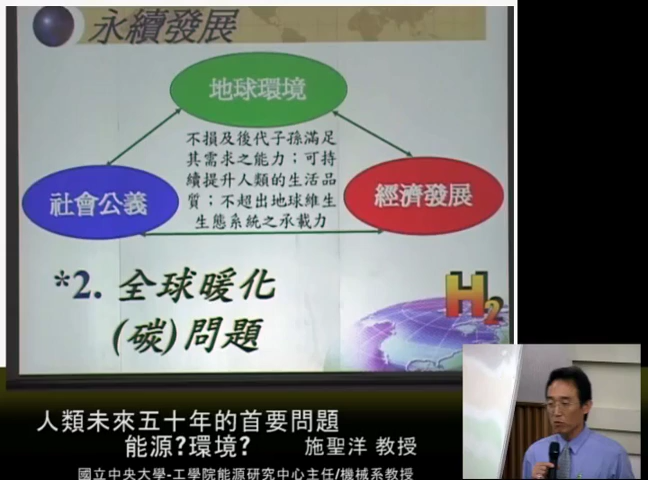 永續發展
地球環境
不損及後代子孫滿足
其需求之能力；可持
續提升人類的生活品
質；不超出地球維生
生態系統之承載力
社會公義
經濟發展
*2. 全球暖化
(碳)問題
H2
人類未來五十年的首要問題
能源?環境? 施聖洋 教授
國立中央大學-工學院能源研究中心主任/機械系教授